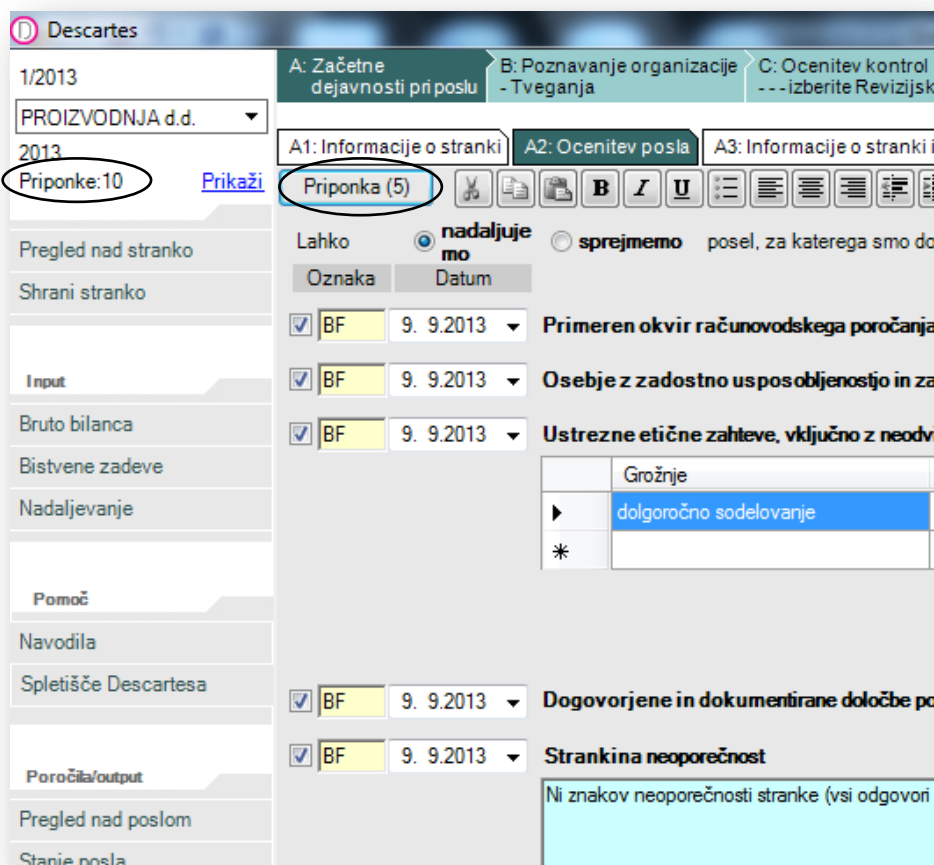 Descartes
1/2013
PROIZVODNJA d.d.
2013
Priponke:10 Prikaži
Pregled nad stranko
Shrani stranko
Input
Bruto bilanca
Bistvene zadeve
Nadaljevanje
Pomoč
Navodila
Spletišče Descartesa
Poročila/output
Pregled nad poslom
Stanje posla
A: Začetne
dejavnosti pri poslu
B: Poznavanje organizacije
- Tveganja
C: Ocenitev kontrol
- - - izberite Revizijsk
A1: Informacije o stranki
A2: Ocenitev posla
A3: Informacije o stranki i
Priponka (5) B I U
Lahko nadaljuje
mo
sprejmemo posel, za katerega smo do
Oznaka Datum
BF 9. 9.2013 Primeren okvir računovodskega poročanja
BF 9. 9.2013 Osebje z zadostno usposobljenostjo in za
BF 9. 9.2013 Ustrezne etične zahteve, vključno z neodvi
Grožnje
dolgoročno sodelovanje
BF 9. 9.2013 Dogovorjene in dokumentirane določbe po
BF 9. 9.2013 Strankina neoporečnost
Ni znakov neoporečnosti stranke (vsi odgovori